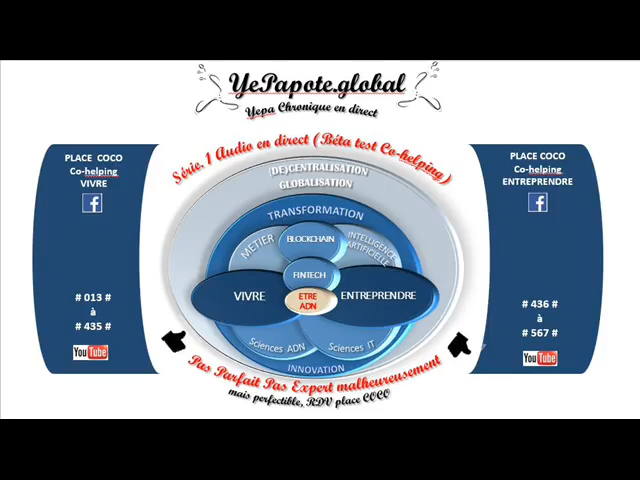 YePapote.global
Yepa Chronique en direct
Série, 1 Audio en direct (Béta test Co-helping)
PLACE COCO
Co-helping
VIVRE
# 013 #
à
# 435 #
YouTube
(DE)CENTRALISATION
GLOBALISATION
TRANSFORMATION
METIER
BLOCKCHAIN
INTELLIGENCE
ARTIFICIELLE
FINTECH
VIVRE
ETRE
ADN
ENTREPRENDRE
Sciences ADN
Sciences IT
INNOVATION
PLACE COCO
Co-helping
ENTREPRENDRE
# 436 #
à
# 567 #
YouTube
Pas Parfait Pas Expert malheureusement
mais perfectible, RDV place COCO